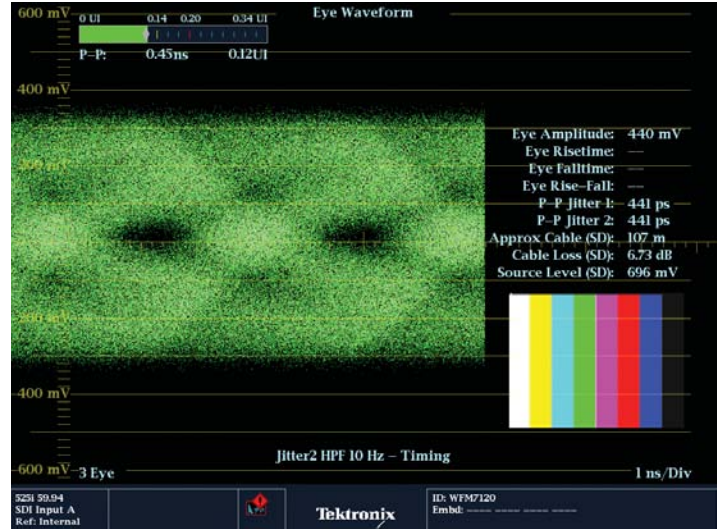 600 mV
0 UI 0.14 0.20 0.34 UI
Eye Waveform
P-P: 0.45ns 0.12UI
400 mV
Eye Amplitude: 440 mV
Eye Risetime: --
200 mV
Eye Falltime: --
Eye Rise-Fall: --
P-P Jitter 1: 441 ps
P-P Jitter 2: 441 ps
Approx Cable (SD): 107 m
Cable Loss (SD): 6.73 dB
Source Level (SD): 696 mV
200 mV
400 mV
Jitter2 HPF 10 Hz - Timing
600 mV
3 Eye
1 ns/Div
525i 59.94
SDI Input A
Ref: Internal
Tektronix
ID: WFM7120
Embd: ---- ---- ---- ----